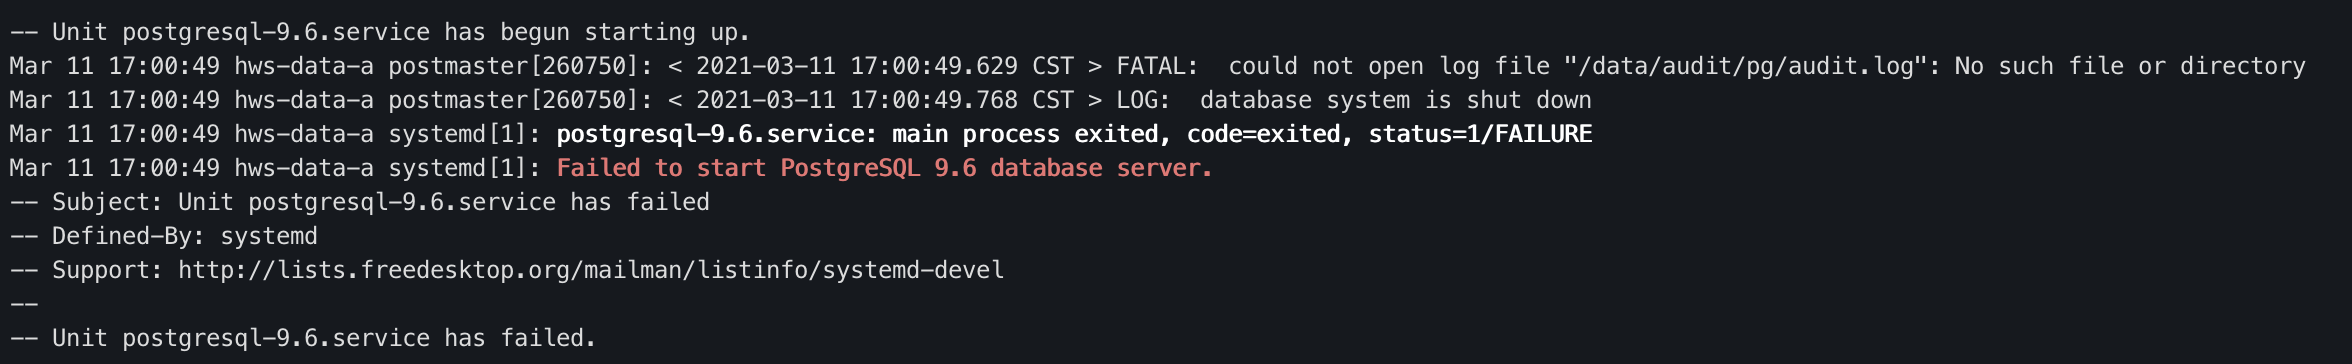 -- Unit postgresql-9.6.service has begun starting up.
Mar 11 17:00:49 hws-data-a postmaster[260750]: < 2021-03-11 17:00:49.629 CST > FATAL:  could not open log file "/data/audit/pg/audit.log": No such file or directory
Mar 11 17:00:49 hws-data-a postmaster[260750]: < 2021-03-11 17:00:49.768 CST > LOG:  database system is shut down
Mar 11 17:00:49 hws-data-a systemd[1]: postgresql-9.6.service: main process exited, code=exited, status=1/FAILURE
Mar 11 17:00:49 hws-data-a systemd[1]: Failed to start PostgreSQL 9.6 database server.
-- Subject: Unit postgresql-9.6.service has failed
-- Defined-By: systemd
-- Support: http://lists.freedesktop.org/mailman/listinfo/systemd-devel
--
-- Unit postgresql-9.6.service has failed.